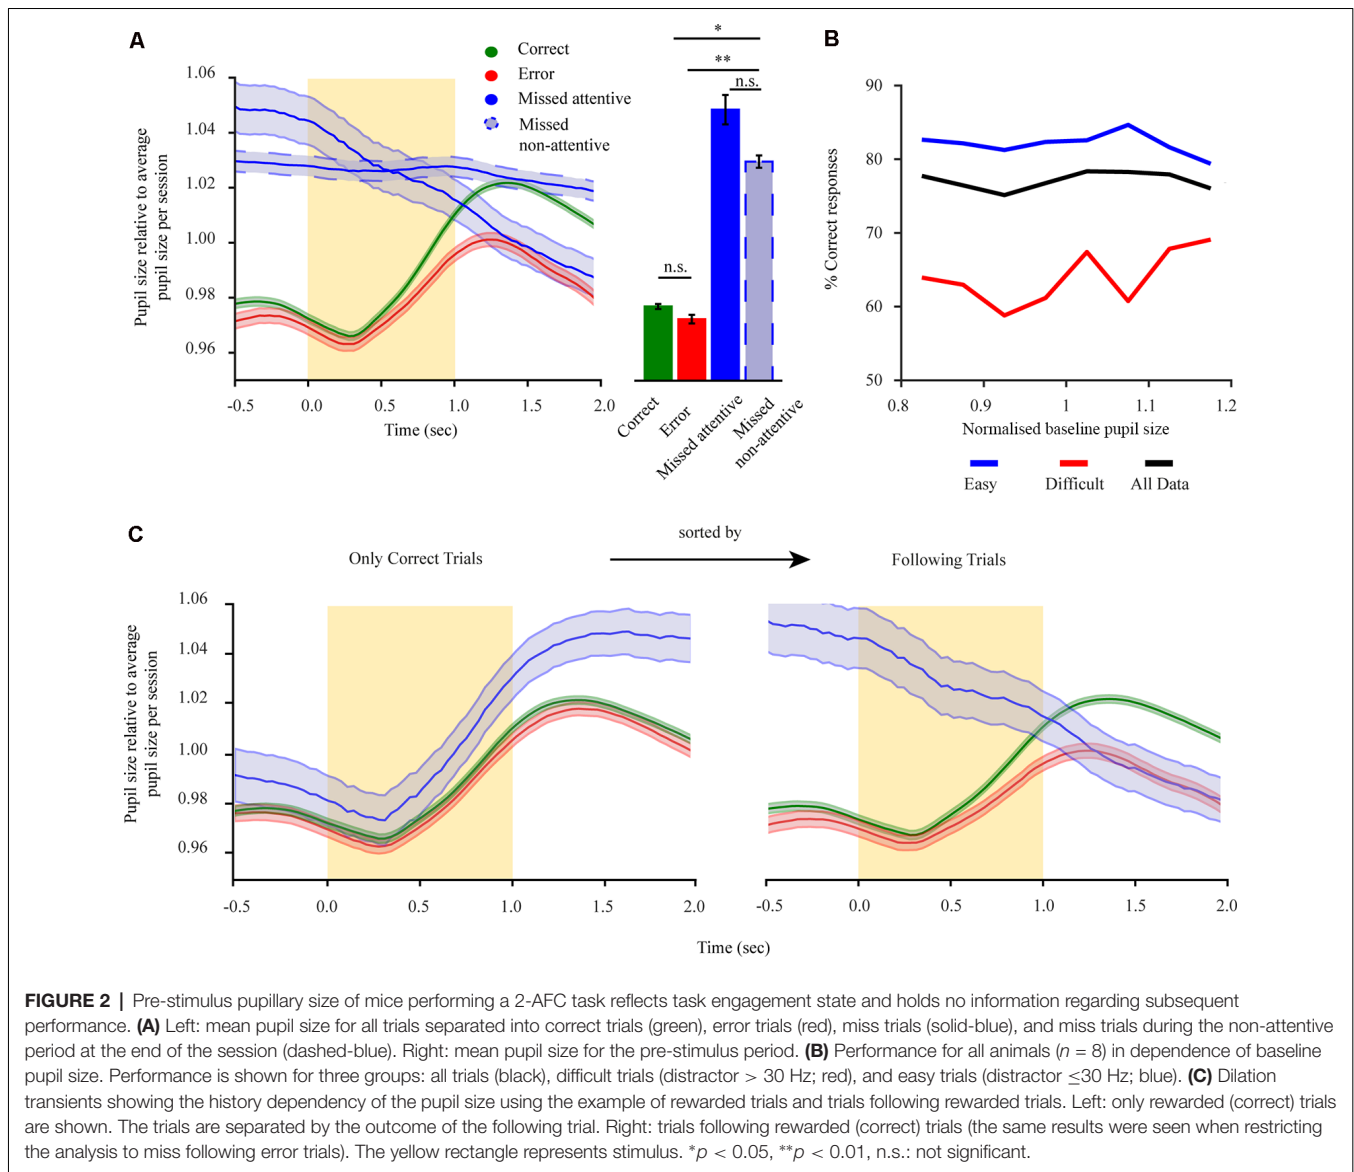 A
Correct
Error
Missed attentive
Missed
non-attentive
Pupil size relative to average
pupil size per session
1.06
1.04
1.02
1.00
0.98
0.96
-0.5
0.0
0.5
1.0
1.5
2.0
Time (sec)
*
**
n.s.
n.s.
Correct
Error
Missed attentive
Missed
non-attentive
B
% Correct responses
90
80
70
60
50
0.8
0.9
1
1.1
1.2
Normalised baseline pupil size
Easy
Difficult
All Data
C
Only Correct Trials
sorted by
Following Trials
Pupil size relative to average
pupil size per session
1.06
1.04
1.02
1.00
0.98
0.96
-0.5
0.0
0.5
1.0
1.5
2.0
-0.5
0.0
0.5
1.0
1.5
2.0
Time (sec)
FIGURE 2 | Pre-stimulus pupillary size of mice performing a 2-AFC task reflects task engagement state and holds no information regarding subsequent
performance. (A) Left: mean pupil size for all trials separated into correct trials (green), error trials (red), miss trials (solid-blue), and miss trials during the non-attentive
period at the end of the session (dashed-blue). Right: mean pupil size for the pre-stimulus period. (B) Performance for all animals (n = 8) in dependence of baseline
pupil size. Performance is shown for three groups: all trials (black), difficult trials (distractor > 30 Hz; red), and easy trials (distractor ≤30 Hz; blue). (C) Dilation
transients showing the history dependency of the pupil size using the example of rewarded trials and trials following rewarded trials. Left: only rewarded (correct) trials
are shown. The trials are separated by the outcome of the following trial. Right: trials following rewarded (correct) trials (the same results were seen when restricting
the analysis to miss following error trials). The yellow rectangle represents stimulus. *p < 0.05, **p < 0.01, n.s.: not significant.